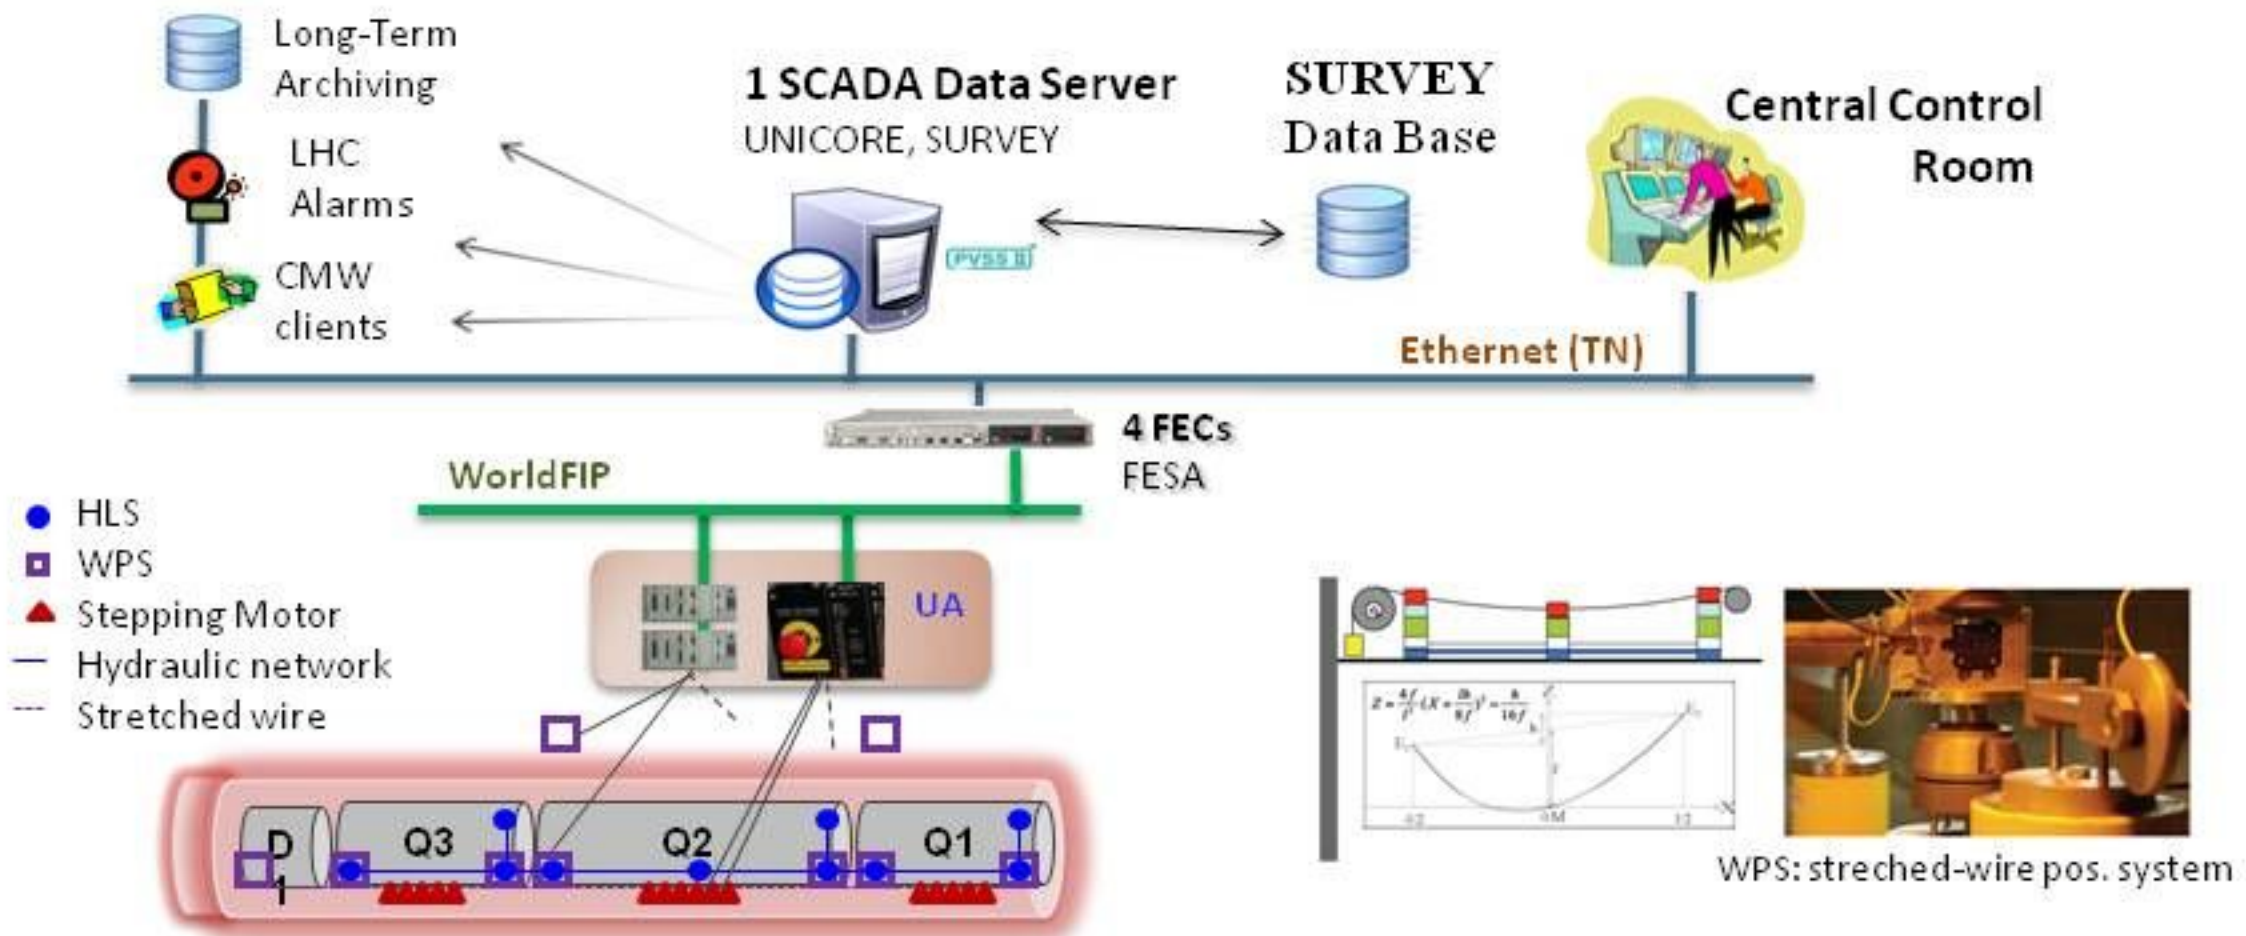 Long-Term
Archiving
LHC
Alarms
CMW
clients
1 SCADA Data Server
UNICORE, SURVEY
PVSS II
SURVEY
Data Base
Central Control
Room
Ethernet (TN)
4 FECs
FESA
WorldFIP
HLS
WPS
Stepping Motor
Hydraulic network
Stretched wire
UA
D
1
Q3
Q2
Q1
WPS: streched-wire pos. system